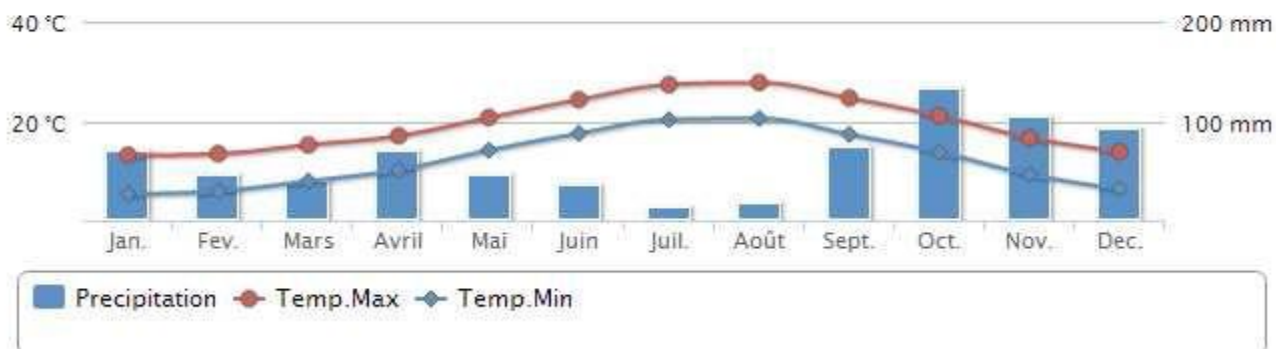 40 °C 200 mm
20 °C 100 mm
Jan. Fev. Mars Avril Mai Juin Juil. Août Sept. Oct. Nov. Dec.
Precipitation Temp.Max Temp.Min